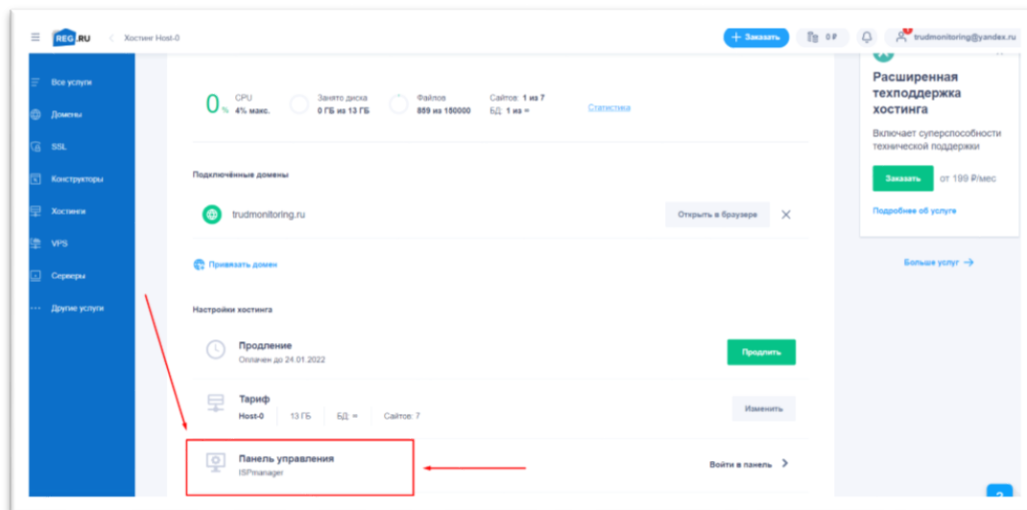 REG.RU
Хостинг Host-0
+ Заказать
0 ₽
trudmonitoring@yandex.ru
Все услуги
Домены
SSL
Конструкторы
Хостинги
VPS
Серверы
Другие услуги
0 %
CPU
4% макс.
Занято диска
0 ГБ из 13 ГБ
Файлов
859 из 150000
Сайтов: 1 из 7
БД: 1 из ∞
Статистика
Подключённые домены
trudmonitoring.ru
Открыть в браузере
Привязать домен
Настройки хостинга
Продление
Оплачен до 24.01.2022
Продлить
Тариф
Host-0
13 ГБ
БД: ∞
Сайтов: 7
Изменить
Панель управления
ISPmanager
Войти в панель
Расширенная
техподдержка
хостинга
Включает суперспособности
технической поддержки
Заказать
от 199 ₽/мес
Подробнее об услуге
Больше услуг →